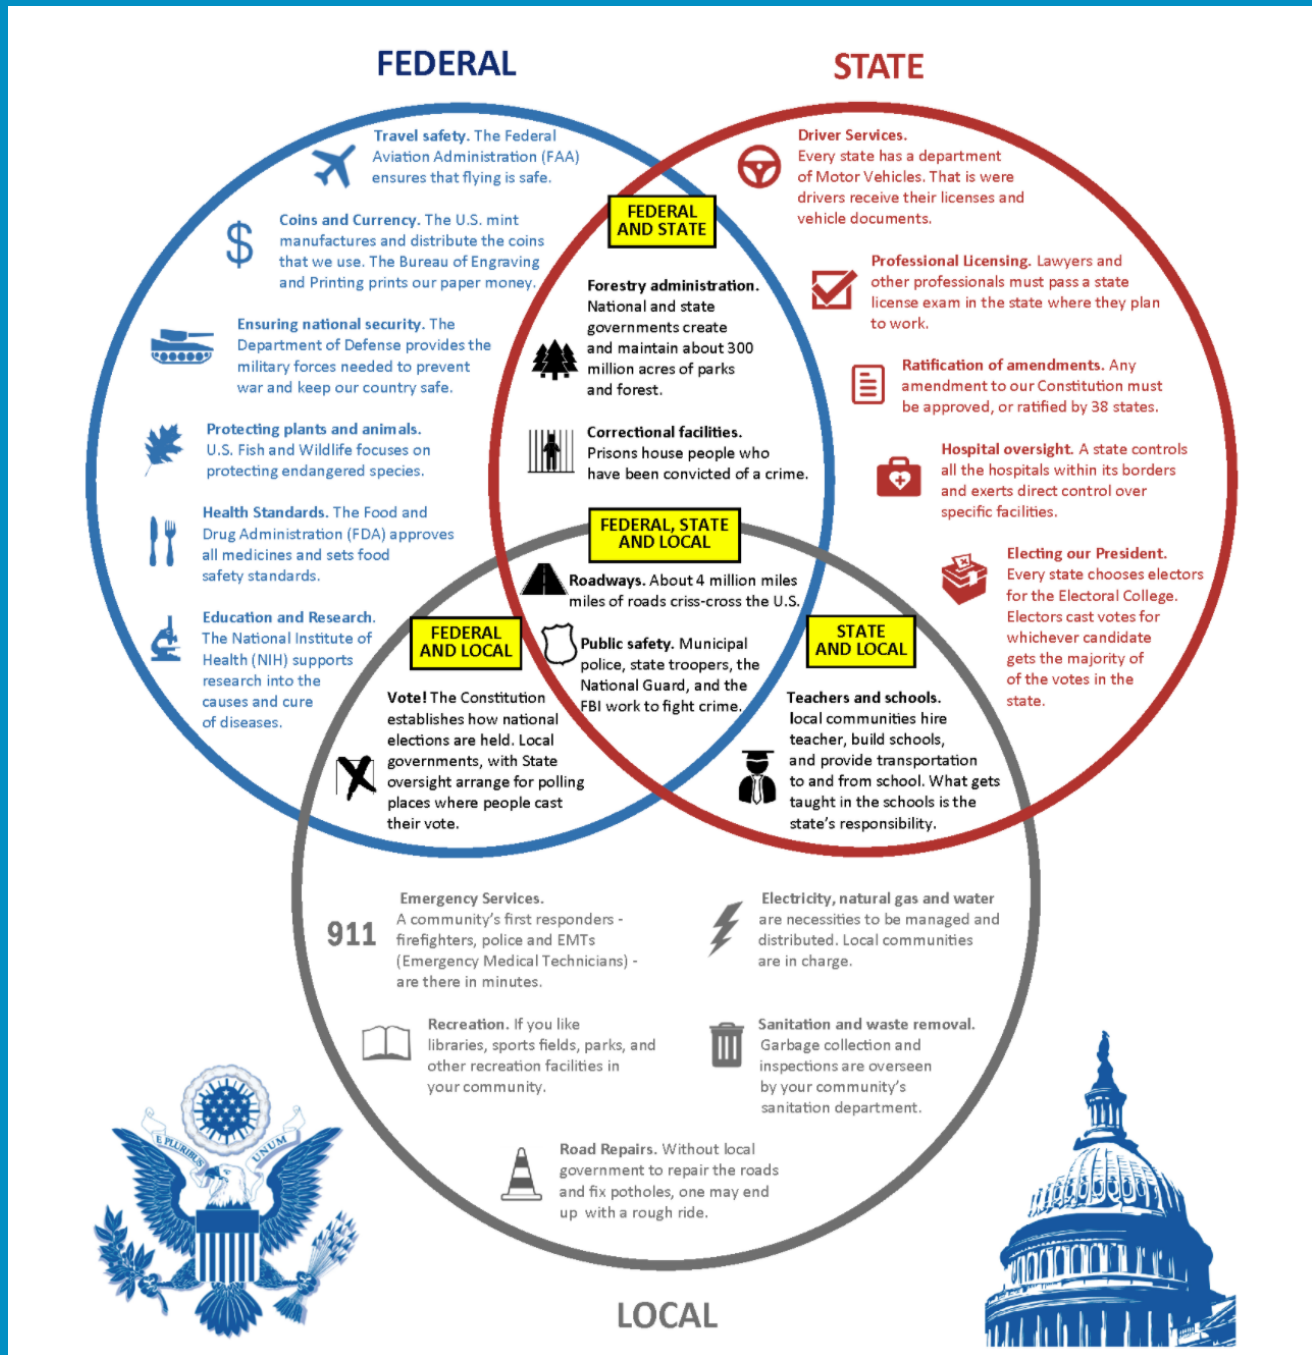 FEDERAL
STATE
Travel safety. The Federal
Aviation Administration (FAA)
ensures that flying is safe.
Coins and Currency. The U.S. mint
manufactures and distribute the coins
that we use. The Bureau of Engraving
and Printing prints our paper money.
$
Ensuring national security. The
Department of Defense provides the
military forces needed to prevent
war and keep our country safe.
Protecting plants and animals.
U.S. Fish and Wildlife focuses on
protecting endangered species.
Health Standards. The Food and
Drug Administration (FDA) approves
all medicines and sets food
safety standards.
Education and Research.
The National Institute of
Health (NIH) supports
research into the
causes and cure
of diseases.
FEDERAL
AND STATE
Forestry administration.
National and state
governments create
and maintain about 300
million acres of parks
and forest.
Correctional facilities.
Prisons house people who
have been convicted of a crime.
Driver Services.
Every state has a department
of Motor Vehicles. That is were
drivers receive their licenses and
vehicle documents.
Professional Licensing. Lawyers and
other professionals must pass a state
license exam in the state where they plan
to work.
Ratification of amendments. Any
amendment to our Constitution must
be approved, or ratified by 38 states.
Hospital oversight. A state controls
all the hospitals within its borders
and exerts direct control over
specific facilities.
Electing our President.
Every state chooses electors
for the Electoral College.
Electors cast votes for
whichever candidate
gets the majority of
of the votes in the
state.
FEDERAL, STATE
AND LOCAL
Roadways. About 4 million miles
miles of roads criss-cross the U.S.
Public safety. Municipal
police, state troopers, the
National Guard, and the
FBI work to fight crime.
FEDERAL
AND LOCAL
Vote! The Constitution
establishes how national
elections are held. Local
governments, with State
oversight arrange for polling
places where people cast
their vote.
STATE
AND LOCAL
Teachers and schools.
local communities hire
teacher, build schools,
and provide transportation
to and from school. What gets
taught in the schools is the
state's responsibility.
911
Emergency Services.
A community's first responders -
firefighters, police and EMTs
(Emergency Medical Technicians) -
are there in minutes.
Electricity, natural gas and water
are necessities to be managed and
distributed. Local communities
are in charge.
Recreation. If you like
libraries, sports fields, parks, and
other recreation facilities in
your community.
Sanitation and waste removal.
Garbage collection and
inspections are overseen
by your community's
sanitation department.
Road Repairs. Without local
government to repair the roads
and fix potholes, one may end
up with a rough ride.
E PLURIBUS UNUM
LOCAL